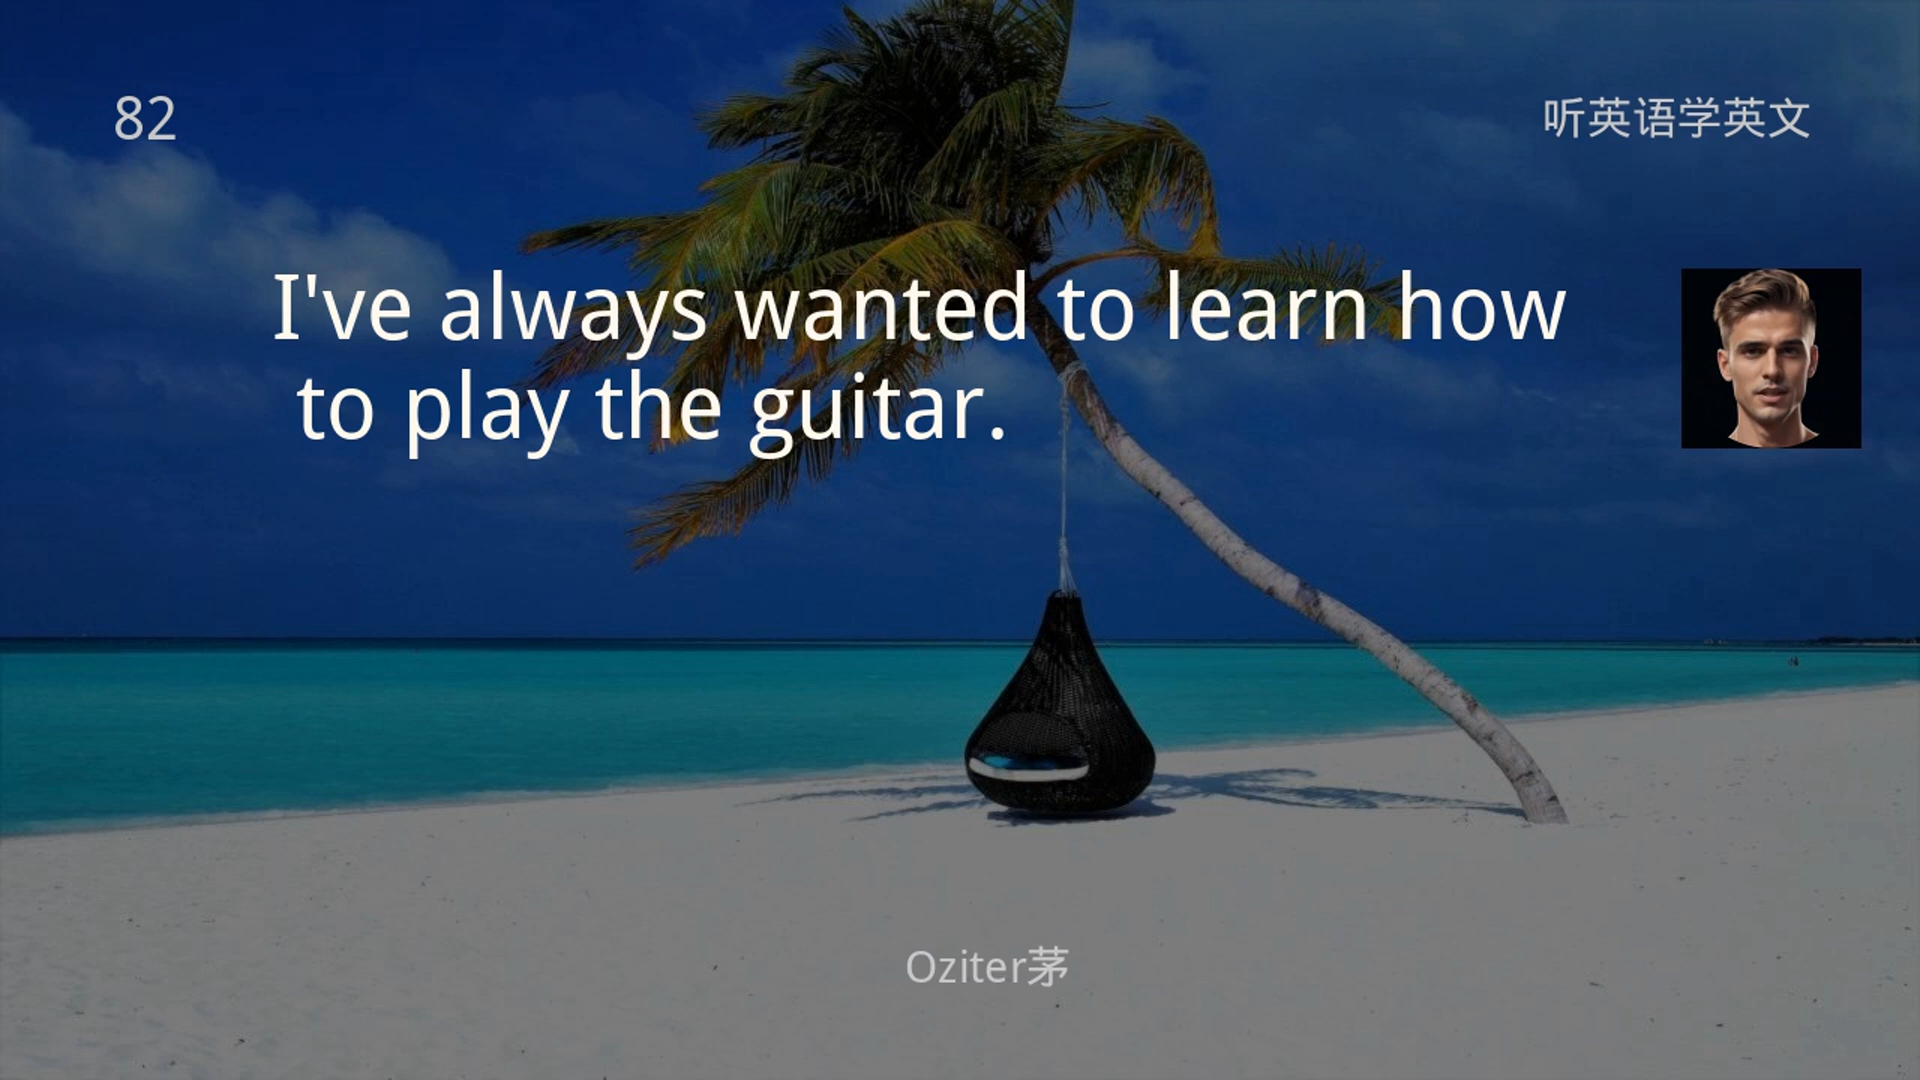 82
听英语学英文
I've always wanted to learn how
to play the guitar.
Oziter茅